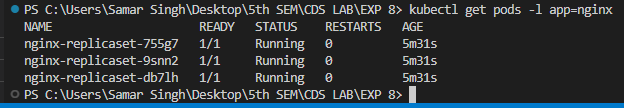 PS C:\Users\Samar Singh\Desktop\5th SEM\CDS LAB\EXP 8> kubectl get pods -l app=nginx
NAME READY STATUS RESTARTS AGE
nginx-replicaset-755g7 1/1 Running 0 5m31s
nginx-replicaset-9snn2 1/1 Running 0 5m31s
nginx-replicaset-db7lh 1/1 Running 0 5m31s
PS C:\Users\Samar Singh\Desktop\5th SEM\CDS LAB\EXP 8>